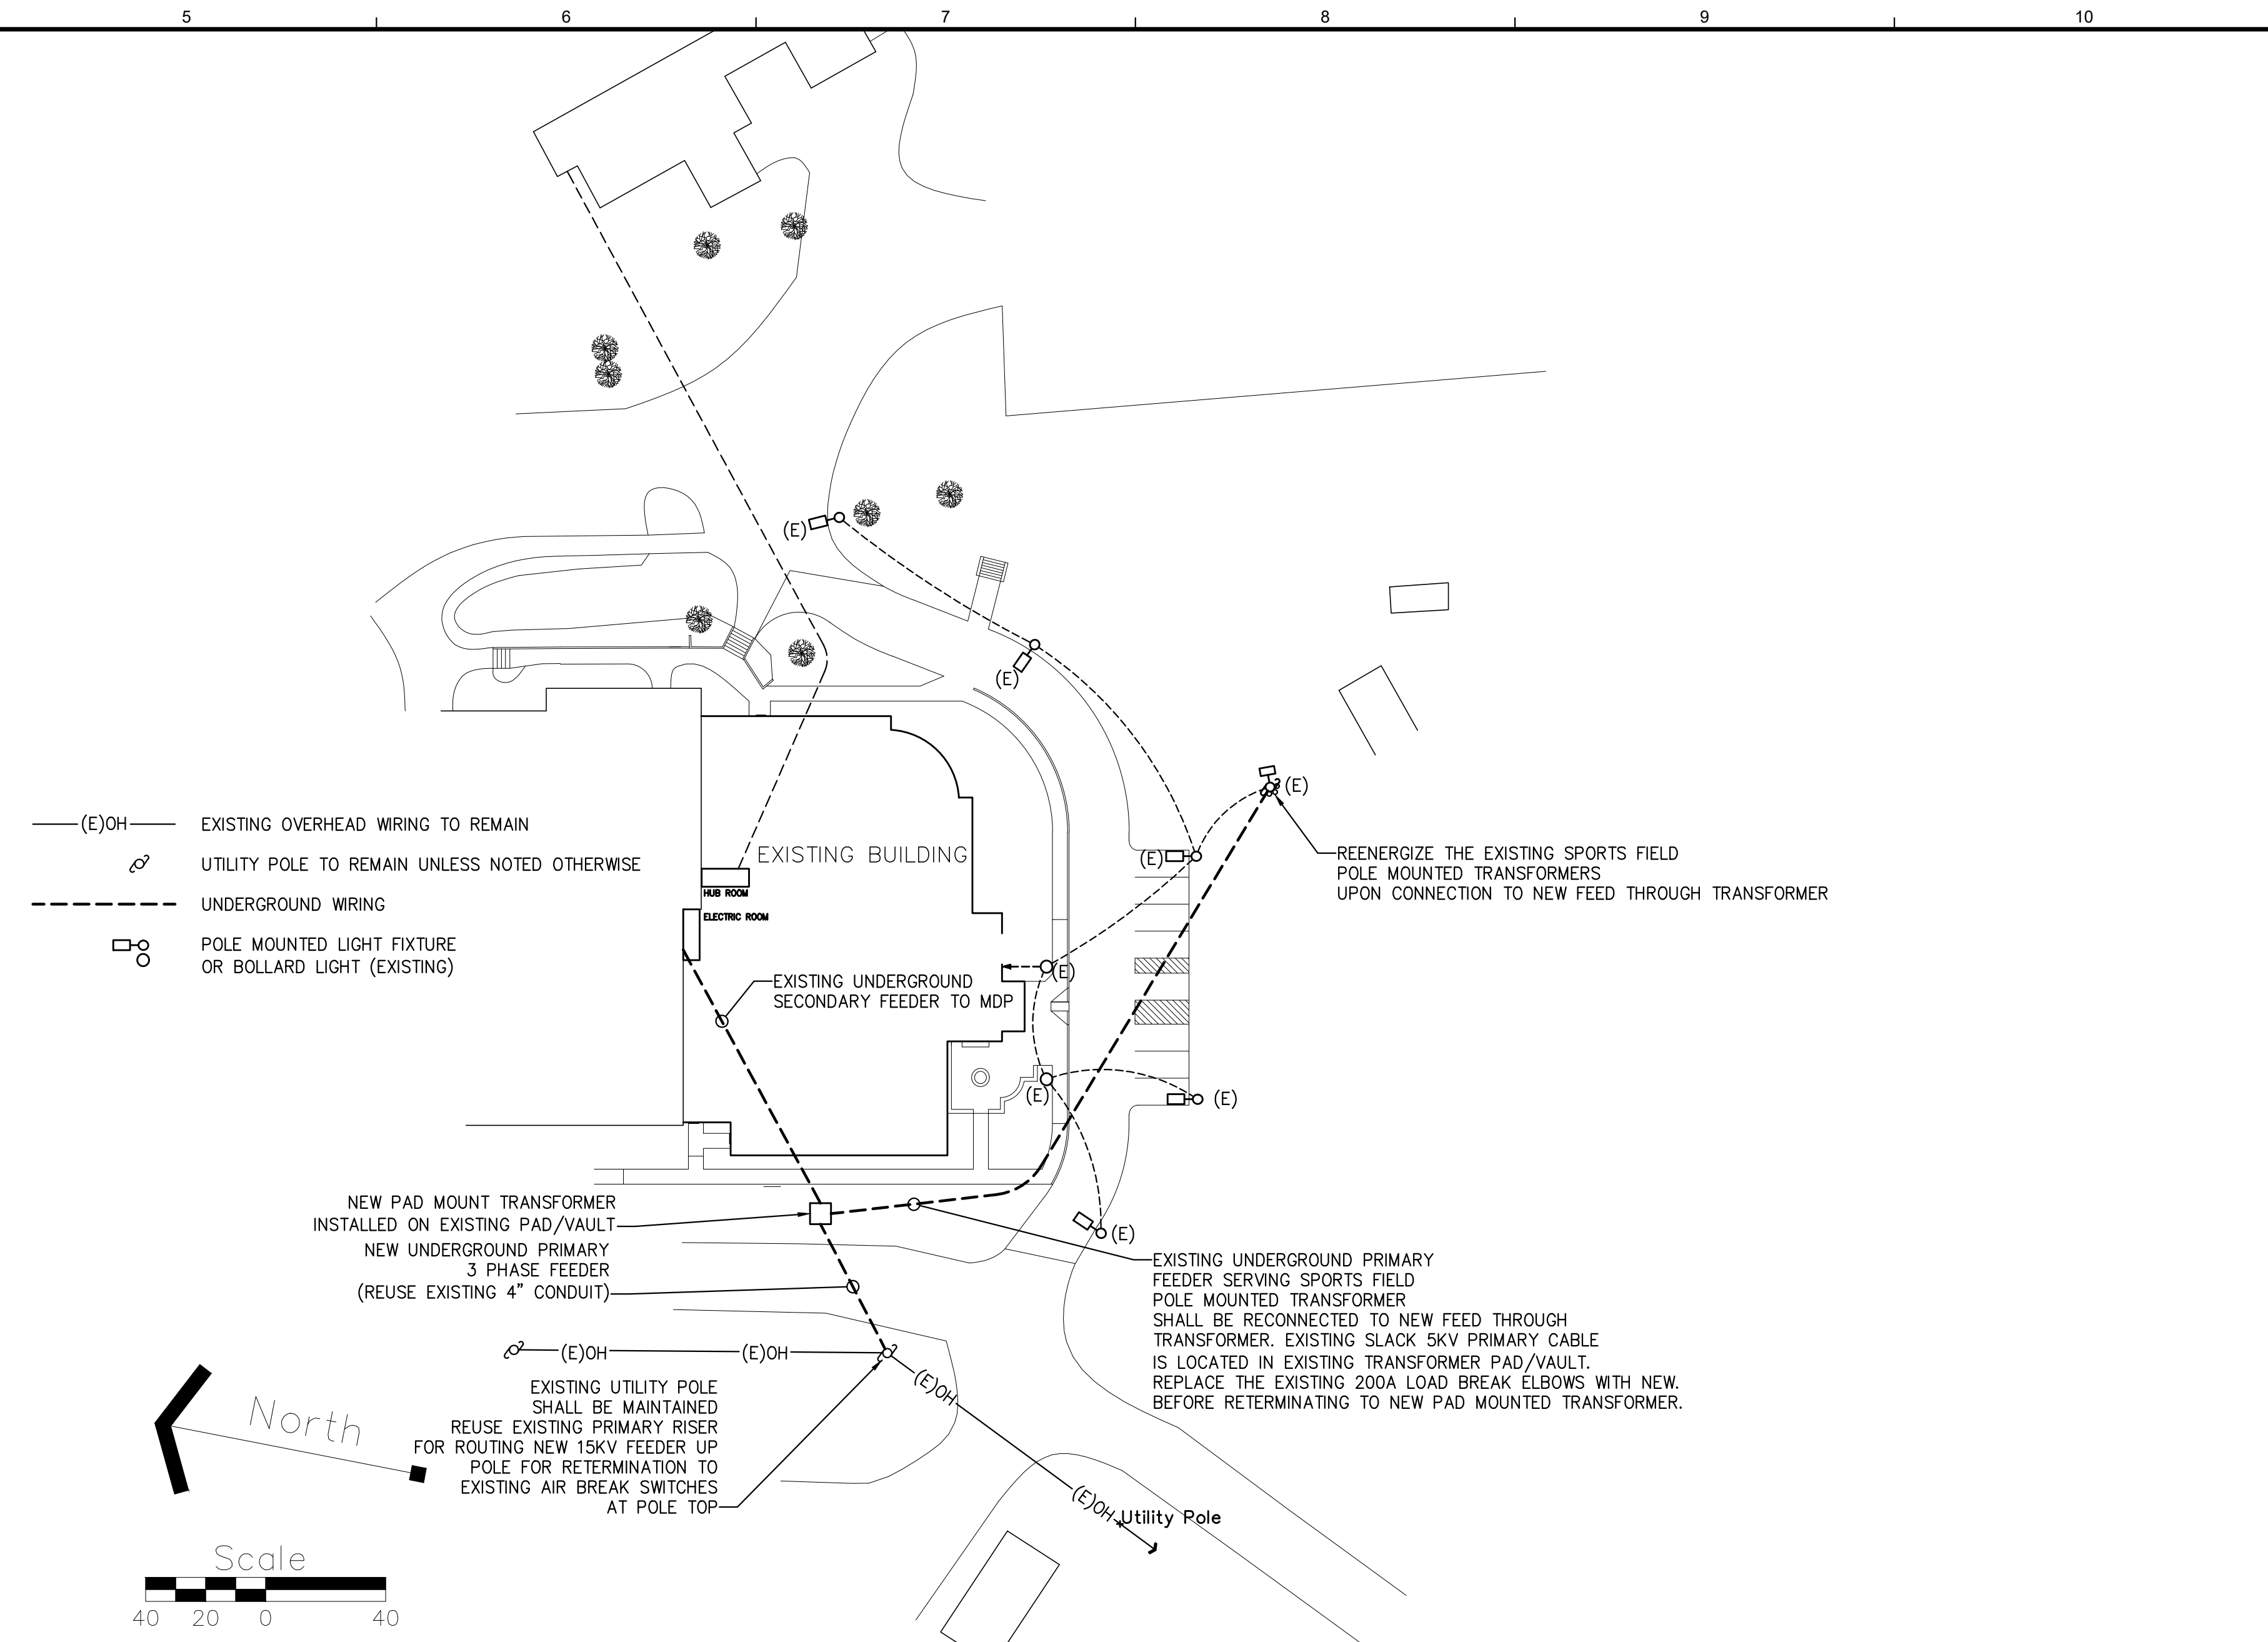 5 6 7 8 9 10
(E)
(E)
(E)
(E)
(E)
(E)
(E)
(E)
EXISTING BUILDING
HUB ROOM
ELECTRIC ROOM
(E)OH EXISTING OVERHEAD WIRING TO REMAIN
UTILITY POLE TO REMAIN UNLESS NOTED OTHERWISE
UNDERGROUND WIRING
POLE MOUNTED LIGHT FIXTURE
OR BOLLARD LIGHT (EXISTING)
REENERGIZE THE EXISTING SPORTS FIELD
POLE MOUNTED TRANSFORMERS
UPON CONNECTION TO NEW FEED THROUGH TRANSFORMER
EXISTING UNDERGROUND
SECONDARY FEEDER TO MDP
NEW PAD MOUNT TRANSFORMER
INSTALLED ON EXISTING PAD/VAULT
NEW UNDERGROUND PRIMARY
3 PHASE FEEDER
(REUSE EXISTING 4" CONDUIT)
EXISTING UNDERGROUND PRIMARY
FEEDER SERVING SPORTS FIELD
POLE MOUNTED TRANSFORMER
SHALL BE RECONNECTED TO NEW FEED THROUGH
TRANSFORMER. EXISTING SLACK 5KV PRIMARY CABLE
IS LOCATED IN EXISTING TRANSFORMER PAD/VAULT.
REPLACE THE EXISTING 200A LOAD BREAK ELBOWS WITH NEW.
BEFORE RETERMINATING TO NEW PAD MOUNTED TRANSFORMER.
(E)OH (E)OH
(E)OH
EXISTING UTILITY POLE
SHALL BE MAINTAINED
REUSE EXISTING PRIMARY RISER
FOR ROUTING NEW 15KV FEEDER UP
POLE FOR RETERMINATION TO
EXISTING AIR BREAK SWITCHES
AT POLE TOP
(E)OH
Utility Pole
North
Scale
40 20 0 40